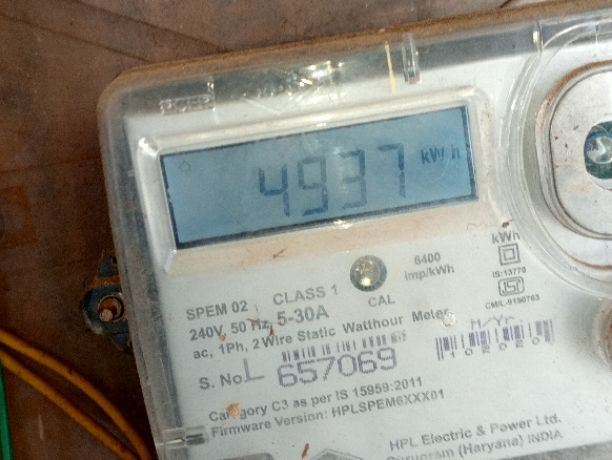 4937 kWh
6400
imp/kWh
CAL
kWh
IS:13779
CM/L-9190763
SPEM 02 CLASS 1
240V, 50 Hz, 5-30A
ac, 1Ph, 2 Wire Static Watthour Meter
M/Yr
S. No. L 657069
Category C3 as per IS 15959:2011
Firmware Version: HPLSPEM6XXX01
HPL Electric & Power Ltd.
Gurugram (Haryana) INDIA